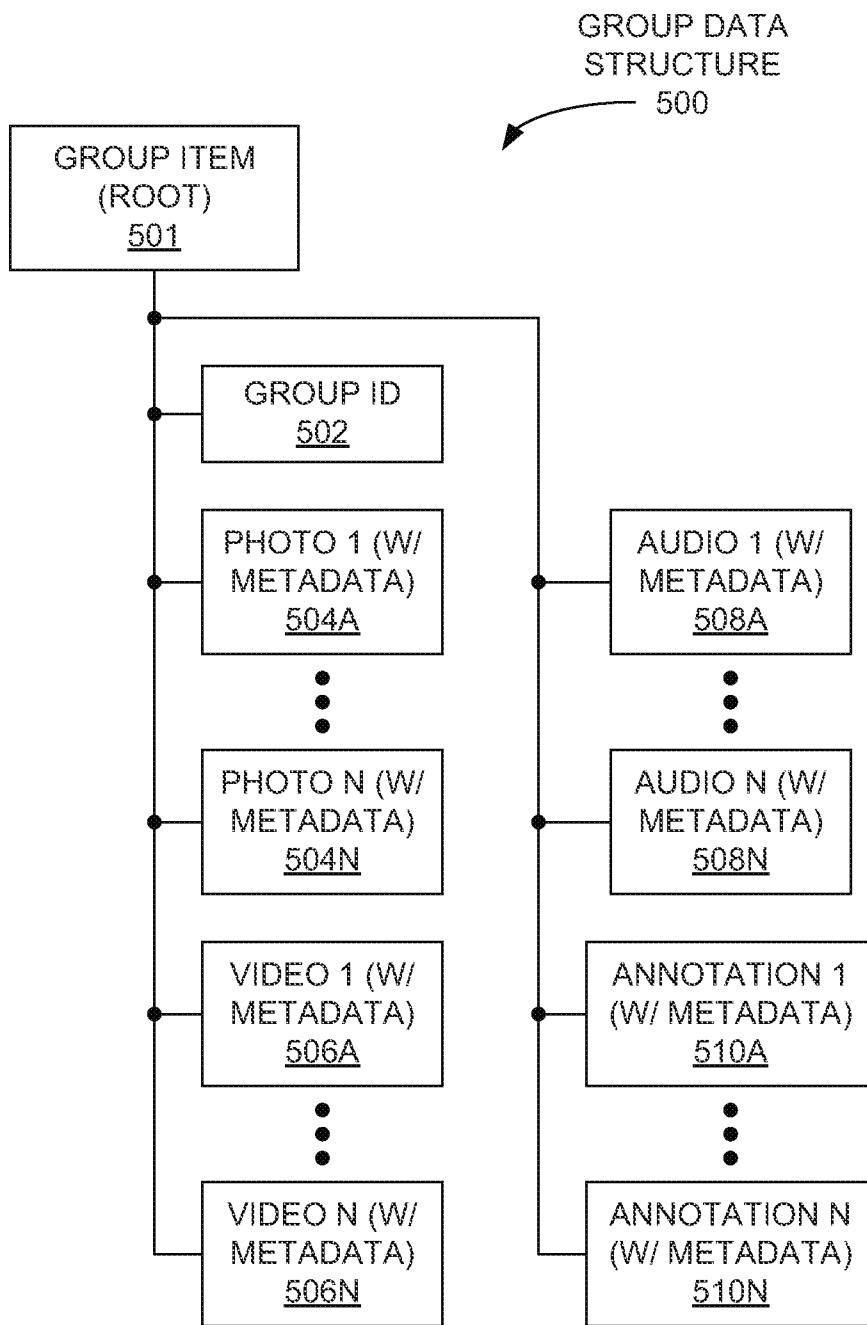 GROUP DATA
STRUCTURE
500
GROUP ITEM
(ROOT)
501
GROUP ID
502
PHOTO 1 (W/
METADATA)
504A
PHOTO N (W/
METADATA)
504N
VIDEO 1 (W/
METADATA)
506A
VIDEO N (W/
METADATA)
506N
AUDIO 1 (W/
METADATA)
508A
AUDIO N (W/
METADATA)
508N
ANNOTATION 1
(W/ METADATA)
510A
ANNOTATION N
(W/ METADATA)
510N